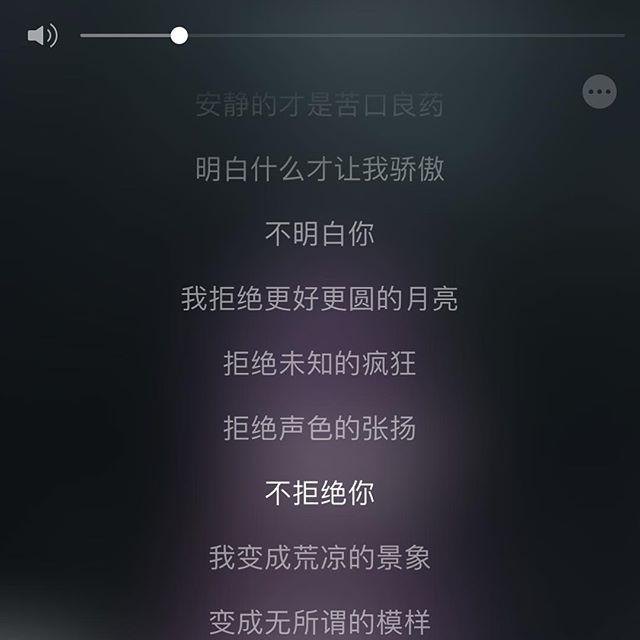 安静的才是苦口良药
明白什么才让我骄傲
不明白你
我拒绝更好更圆的月亮
拒绝未知的疯狂
拒绝声色的张扬
不拒绝你
我变成荒凉的景象
变成无所谓的模样